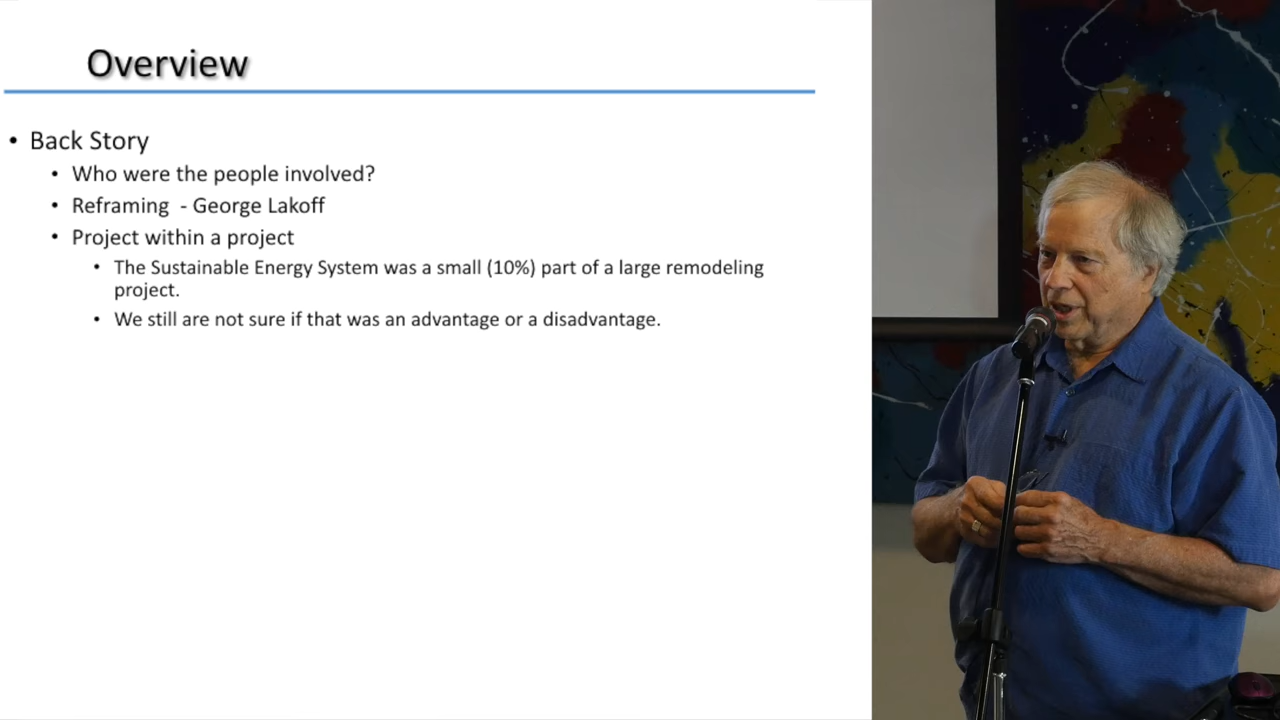 Overview
• Back Story
• Who were the people involved?
• Reframing - George Lakoff
• Project within a project
• The Sustainable Energy System was a small (10%) part of a large remodeling
project.
• We still are not sure if that was an advantage or a disadvantage.